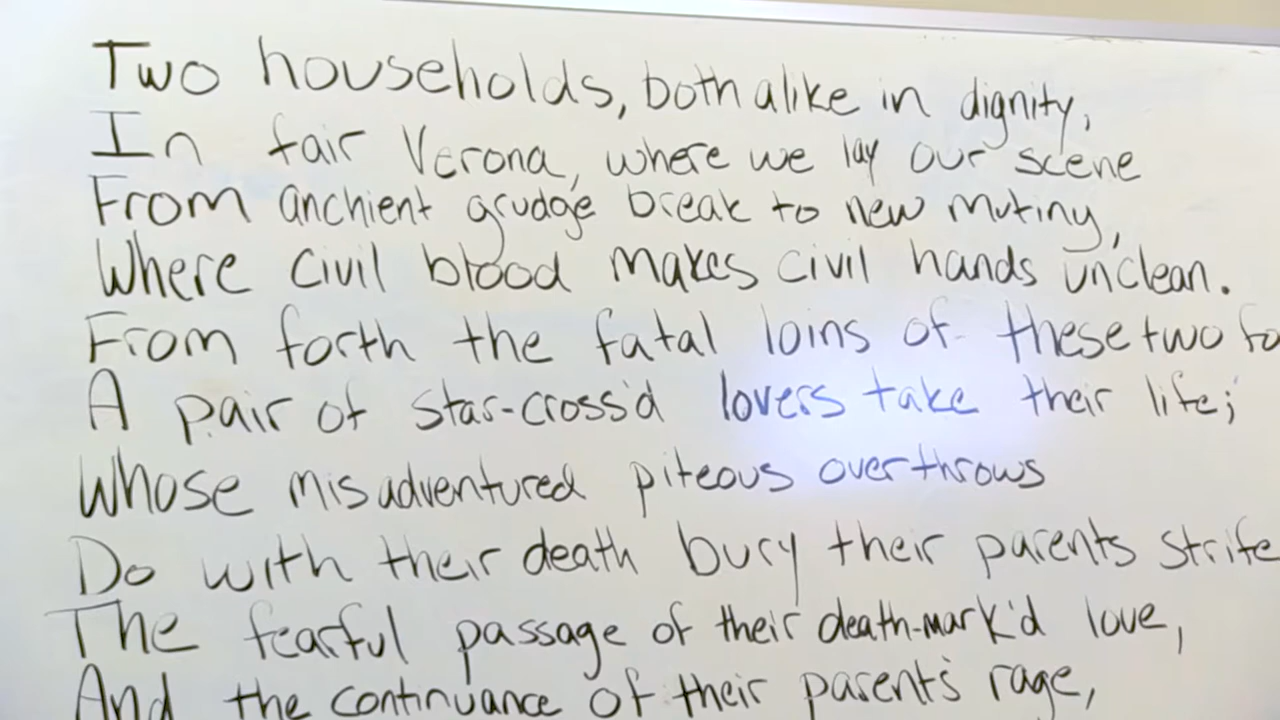 Two households, both alike in dignity,
In fair Verona, where we lay our scene
From anchient grudge break to new mutiny,
Where civil blood makes civil hands unclean.
From forth the fatal loins of these two fo
A pair of star-cross'd lovers take their life;
Whose misadventured piteous overthrows
Do with their death bury their parents strife
The fearful passage of their death-mark'd love,
And the continuance of their parent's rage,